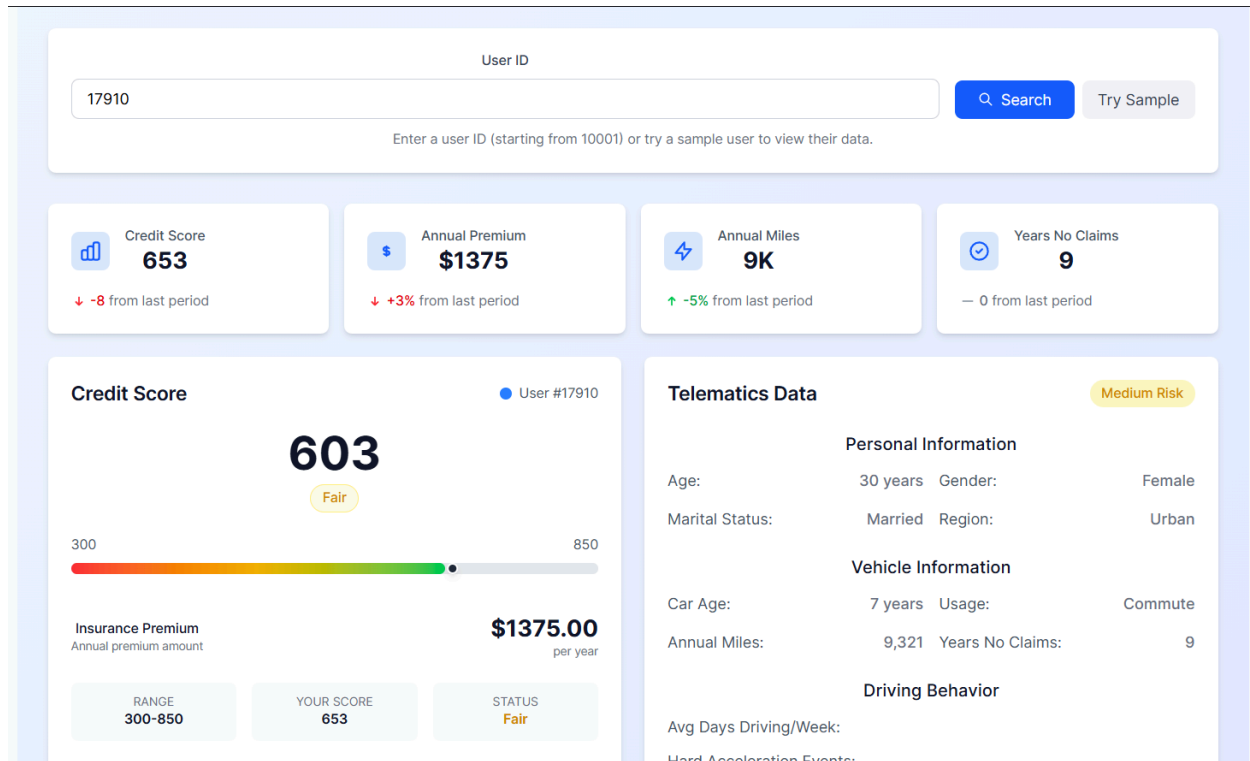 User ID
17910
Search
Try Sample
Enter a user ID (starting from 10001) or try a sample user to view their data.
Credit Score
653
↓ -8 from last period
$
Annual Premium
$1375
↓ +3% from last period
Annual Miles
9K
↑ -5% from last period
Years No Claims
9
— 0 from last period
Credit Score
User #17910
603
Fair
300
850
Insurance Premium
Annual premium amount
$1375.00
per year
RANGE
300-850
YOUR SCORE
653
STATUS
Fair
Telematics Data
Medium Risk
Personal Information
Age: 30 years Gender: Female
Marital Status: Married Region: Urban
Vehicle Information
Car Age: 7 years Usage: Commute
Annual Miles: 9,321 Years No Claims: 9
Driving Behavior
Avg Days Driving/Week:
Hard Acceleration Events: